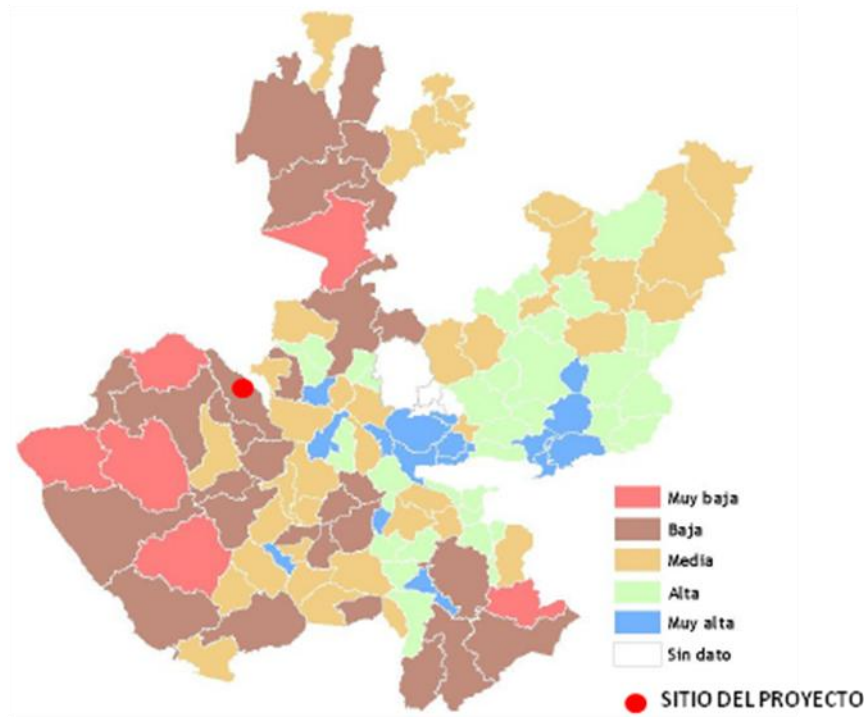 Muy baja
Baja
Media
Alta
Muy alta
Sin dato
SITIO DEL PROYECTO